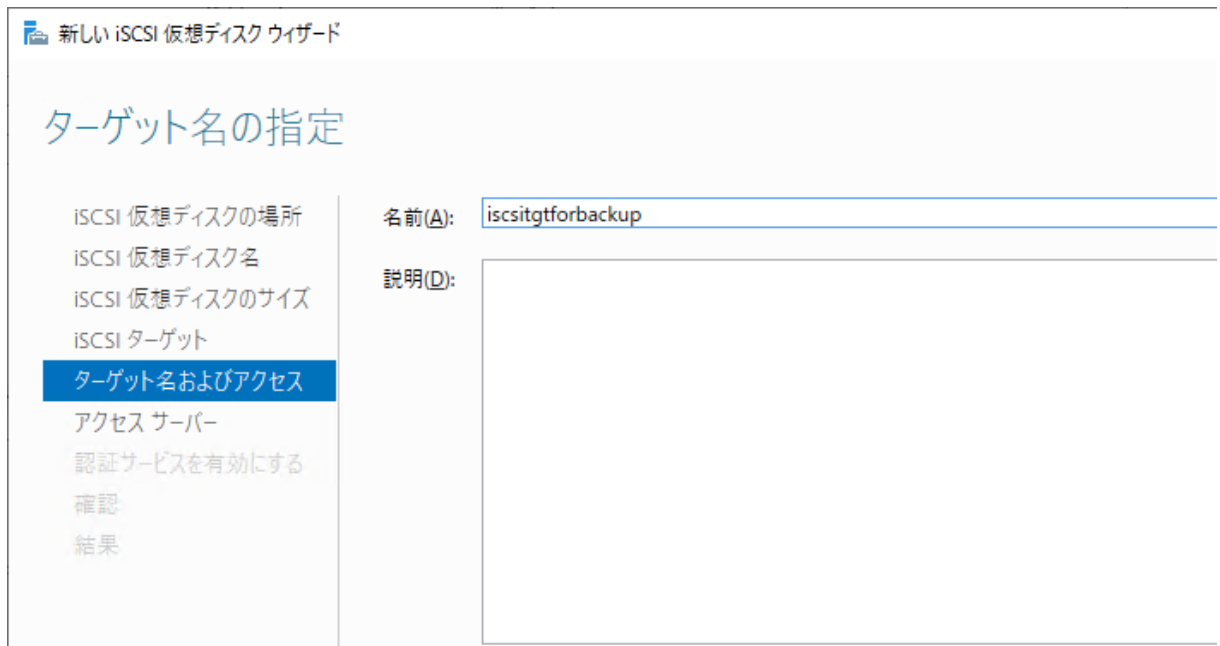 新しい iSCSI 仮想ディスク ウィザード
ターゲット名の指定
iSCSI 仮想ディスクの場所
iSCSI 仮想ディスク名
iSCSI 仮想ディスクのサイズ
iSCSI ターゲット
ターゲット名およびアクセス
アクセス サーバー
認証サービスを有効にする
確認
結果
名前(A): iscsitgtforbackup
説明(D):